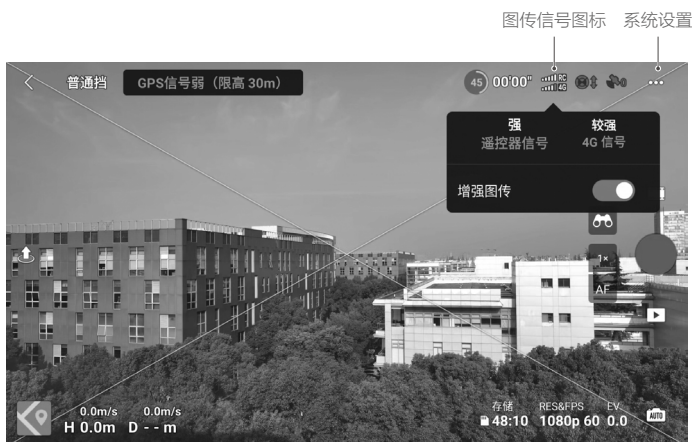 图传信号图标 系统设置
普通挡 GPS信号弱（限高 30m） 45 00'00" RC
4G
强 较强
遥控器信号 4G 信号
增强图传
1×
AF
0.0m/s 0.0m/s 存储 RES&FPS EV
H 0.0m D - - m 48:10 1080p 60 0.0 AUTO